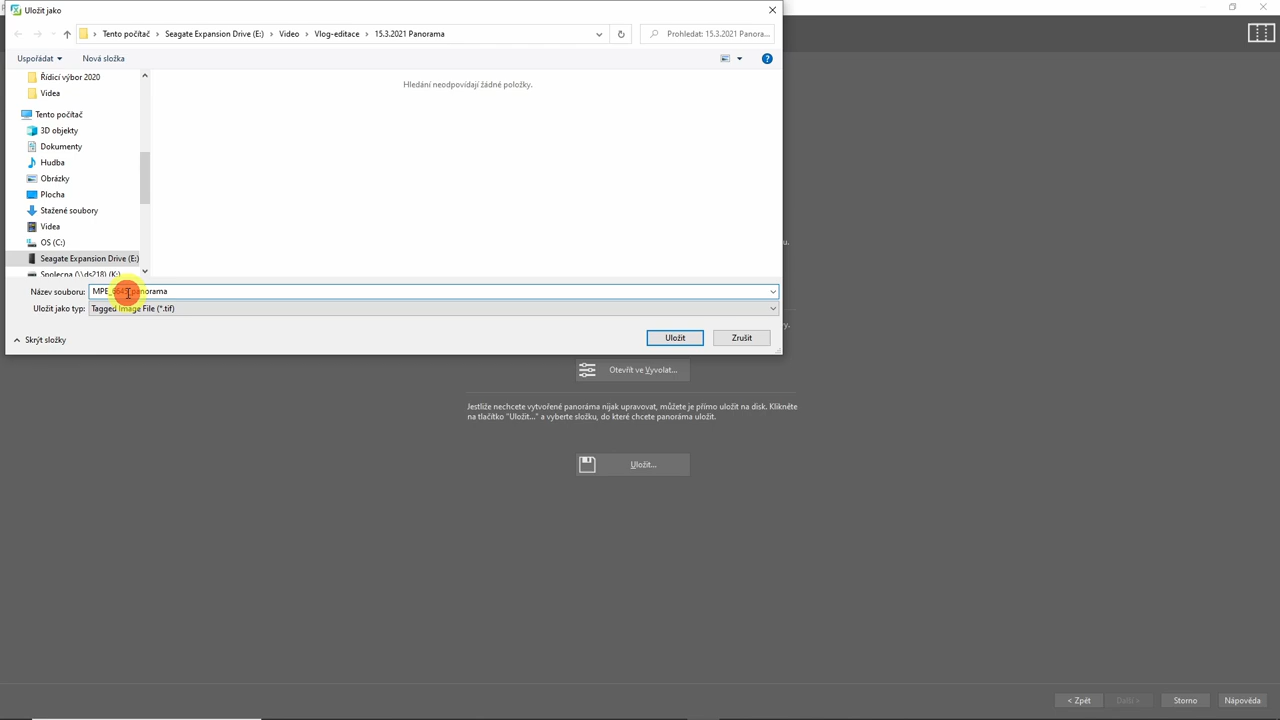 Uložit jako
Tento počítač › Seagate Expansion Drive (E:) › Video › Vlog-editace › 15.3.2021 Panorama
Prohledat: 15.3.2021 Panora...
Uspořádat
Nová složka
Řídicí výbor 2020
Videa
Tento počítač
3D objekty
Dokumenty
Hudba
Obrázky
Plocha
Stažené soubory
Videa
OS (C:)
Seagate Expansion Drive (E:)
Spolecna (\\ds218) (K:)
Hledání neodpovídají žádné položky.
Název souboru:
panorama
Uložit jako typ: Tagged Image File (*.tif)
Skrýt složky
Uložit
Zrušit
u.
y.
Otevřít ve Vyvolat...
Jestliže nechcete vytvořené panoráma nijak upravovat, můžete je přímo uložit na disk. Klikněte
na tlačítko "Uložit..." a vyberte složku, do které chcete panoráma uložit.
Uložit...
< Zpět
Další >
Storno
Nápověda